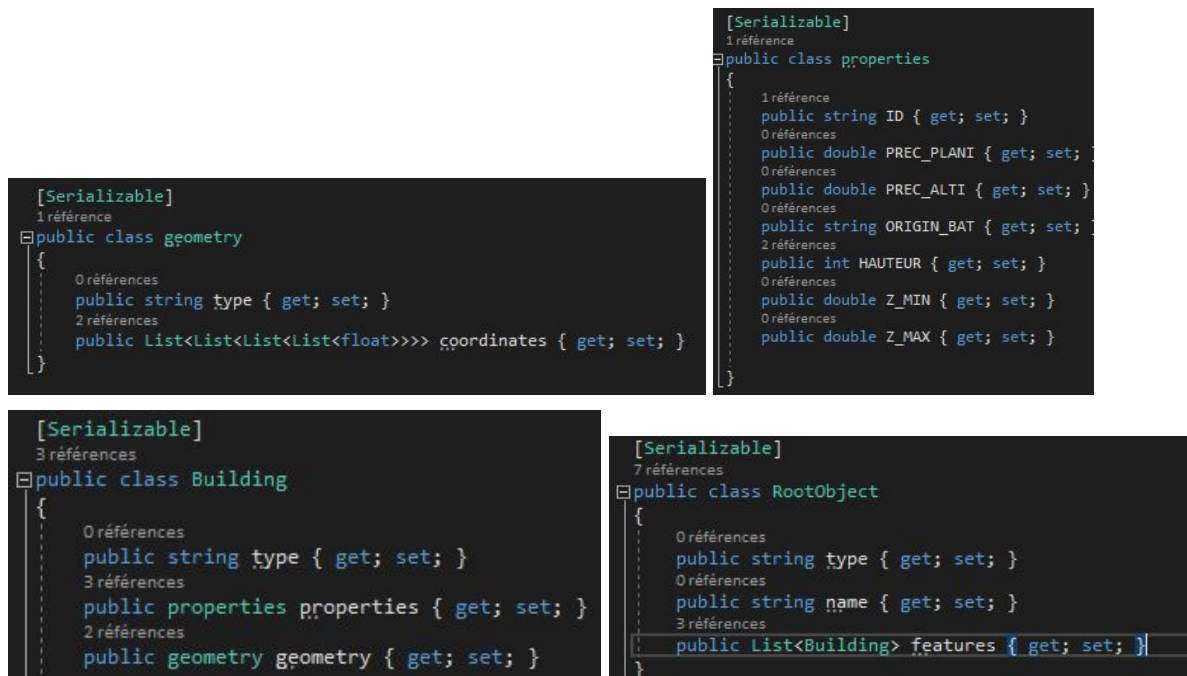 [Serializable]
1 référence
public class geometry
{
0 références
public string type { get; set; }
2 références
public List<List<List<List<float>>>> coordinates { get; set; }
}
[Serializable]
1 référence
public class properties
{
1 référence
public string ID { get; set; }
0 références
public double PREC_PLANI { get; set; }
0 références
public double PREC_ALTI { get; set; }
0 références
public string ORIGIN_BAT { get; set; }
2 références
public int HAUTEUR { get; set; }
0 références
public double Z_MIN { get; set; }
0 références
public double Z_MAX { get; set; }
}
[Serializable]
3 références
public class Building
{
0 références
public string type { get; set; }
3 références
public properties properties { get; set; }
2 références
public geometry geometry { get; set; }
[Serializable]
7 références
public class RootObject
{
0 références
public string type { get; set; }
0 références
public string name { get; set; }
3 références
public List<Building> features { get; set; }
}